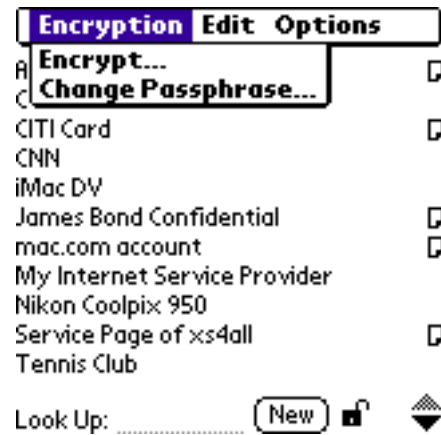 Encryption Edit Options
Encrypt...
Change Passphrase...
CITI Card
CNN
iMac DV
James Bond Confidential
mac.com account
My Internet Service Provider
Nikon Coolpix 950
Service Page of xs4all
Tennis Club
Look Up: New